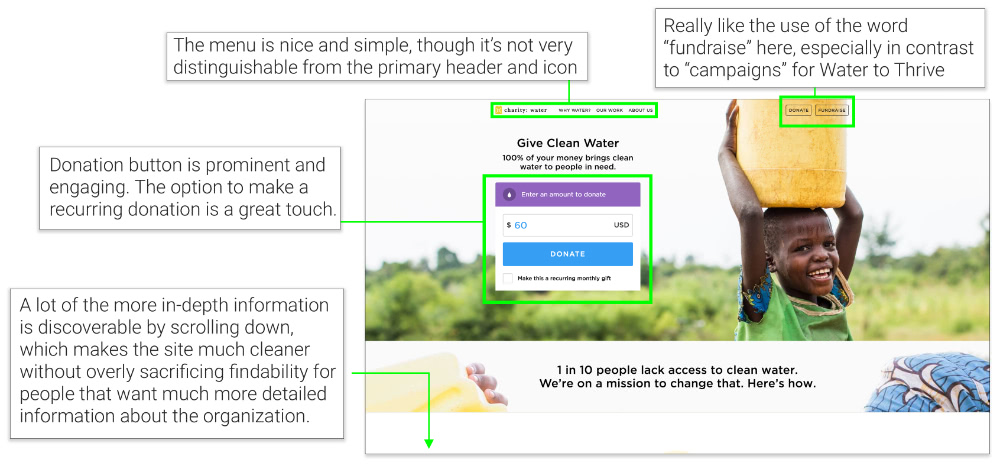 The menu is nice and simple, though it's not very
distinguishable from the primary header and icon
Really like the use of the word
“fundraise” here, especially in contrast
to “campaigns” for Water to Thrive
charity: water
WHY WATER?
OUR WORK
ABOUT US
DONATE
FUNDRAISE
Donation button is prominent and
engaging. The option to make a
recurring donation is a great touch.
Give Clean Water
100% of your money brings clean
water to people in need.
Enter an amount to donate
$ 60 USD
DONATE
Make this a recurring monthly gift
A lot of the more in-depth information
is discoverable by scrolling down,
which makes the site much cleaner
without overly sacrificing findability for
people that want much more detailed
information about the organization.
1 in 10 people lack access to clean water.
We're on a mission to change that. Here's how.